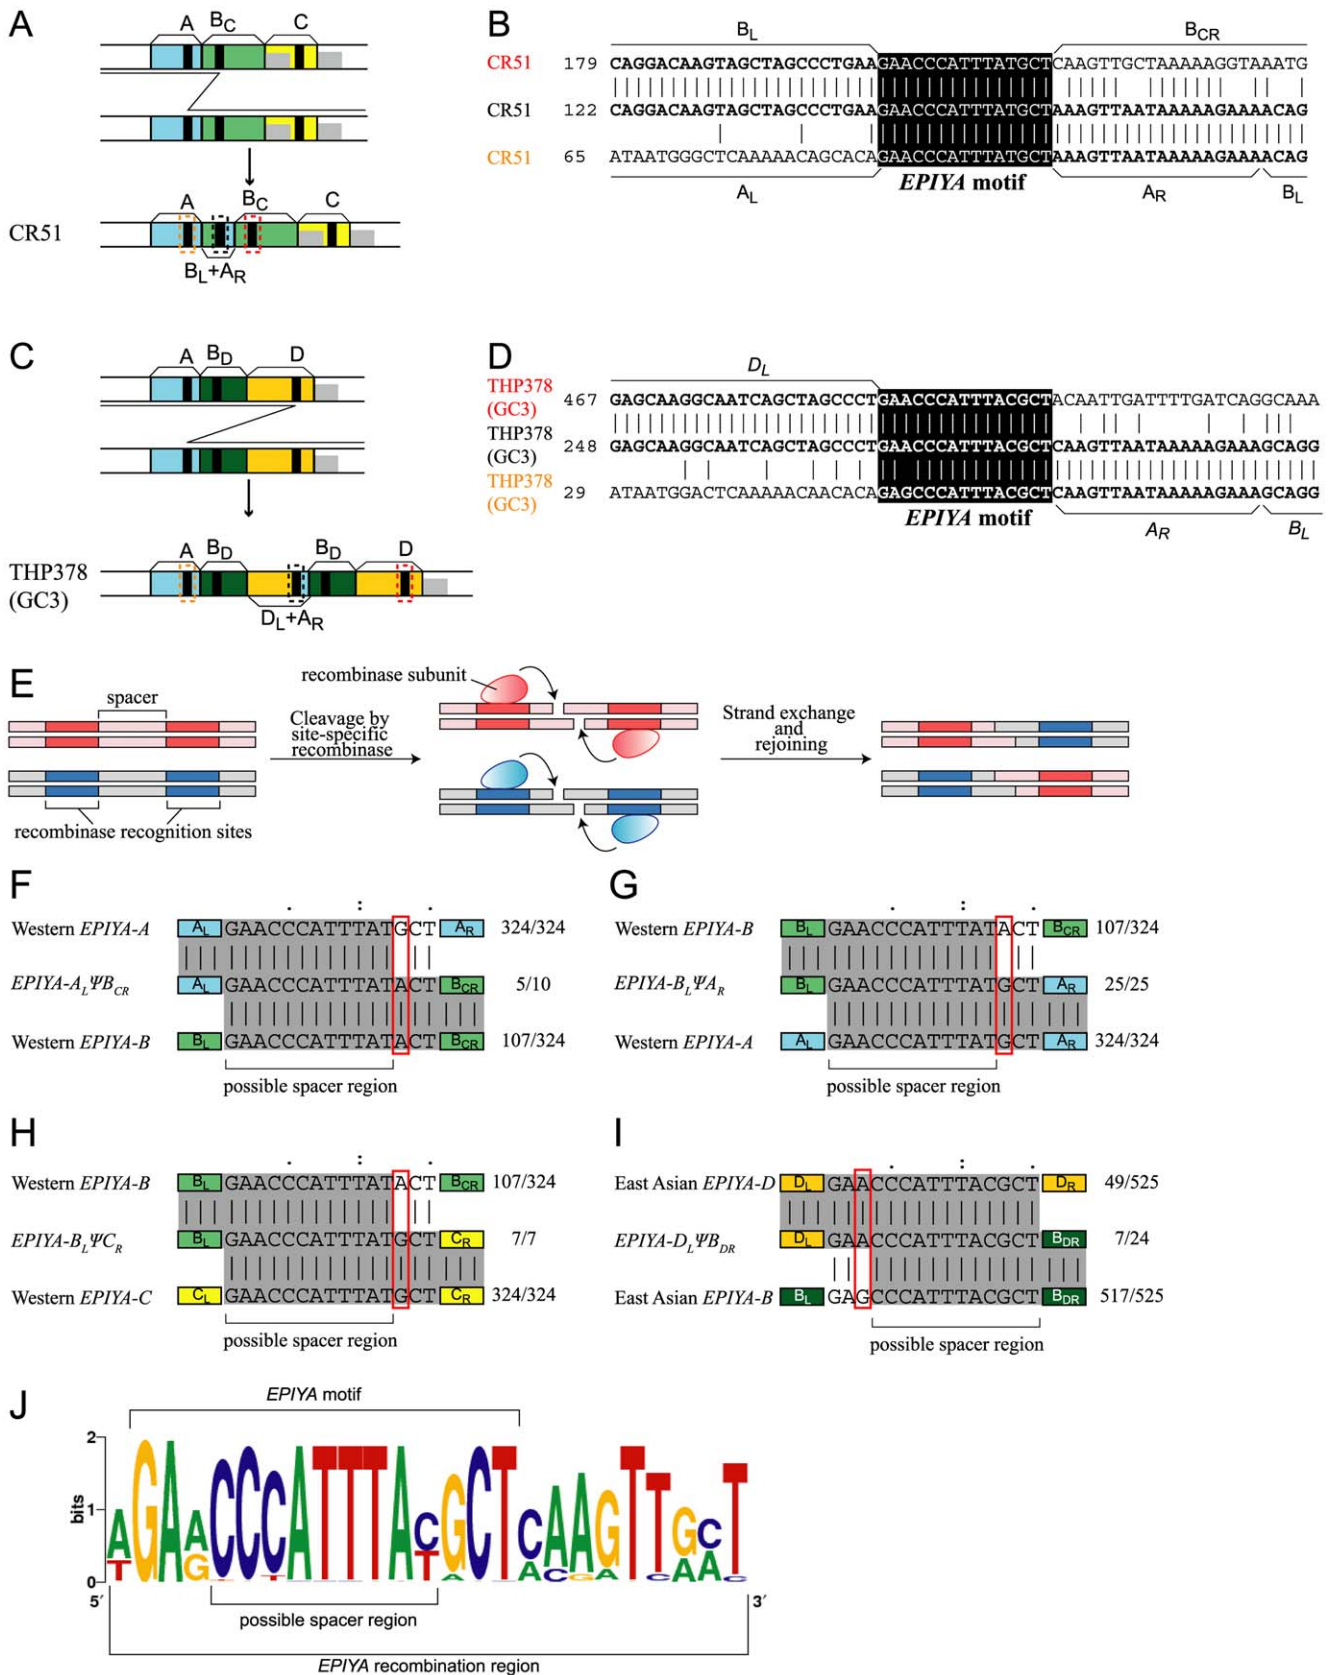 A
A
B_C
C
CR51
A
B_C
C
B_L+A_R
B
B_L
B_CR
CR51 179 CAGGACAAGTAGCTAGCCCTGAAGAACCCATTTATGCTCAAGTTGCTAAAAAGGTAAATG
CR51 122 CAGGACAAGTAGCTAGCCCTGAAGAACCCATTTATGCTAAAGTTAATAAAAAGAAAACAG
CR51 65 ATAATGGGCTCAAAAACAGCACAGAACCCATTTATGCTAAAGTTAATAAAAAGAAAACAG
A_L
EPIYA motif
A_R
B_L
C
A
B_D
D
THP378
(GC3)
A
B_D
B_D
D
D_L+A_R
D
D_L
THP378
(GC3)
467 GAGCAAGGCAATCAGCTAGCCCTGAACCCATTTACGCTACAATTGATTTTGATCAGGCAAA
THP378
(GC3)
248 GAGCAAGGCAATCAGCTAGCCCTGAACCCATTTACGCTCAAGTTAATAAAAAGAAAGCAGG
THP378
(GC3)
29 ATAATGGACTCAAAAACAACACAGAGCCCATTTACGCTCAAGTTAATAAAAAGAAAGCAGG
EPIYA motif
A_R
B_L
E
spacer
recombinase recognition sites
Cleavage by
site-specific
recombinase
recombinase subunit
Strand exchange
and
rejoining
F
. : .
Western EPIYA-A A_L GAACCCATTTATGCT A_R 324/324
EPIYA-A_LΨB_CR A_L GAACCCATTTATACT B_CR 5/10
Western EPIYA-B B_L GAACCCATTTATACT B_CR 107/324
possible spacer region
G
. : .
Western EPIYA-B B_L GAACCCATTTATACT B_CR 107/324
EPIYA-B_LΨA_R B_L GAACCCATTTATGCT A_R 25/25
Western EPIYA-A A_L GAACCCATTTATGCT A_R 324/324
possible spacer region
H
. : .
Western EPIYA-B B_L GAACCCATTTATACT B_CR 107/324
EPIYA-B_LΨC_R B_L GAACCCATTTATGCT C_R 7/7
Western EPIYA-C C_L GAACCCATTTATGCT C_R 324/324
possible spacer region
I
. : .
East Asian EPIYA-D D_L GAACCCATTTACGCT D_R 49/525
EPIYA-D_LΨB_DR D_L GAACCCATTTACGCT B_DR 7/24
East Asian EPIYA-B B_L GAGCCCATTTACGCT B_DR 517/525
possible spacer region
J
EPIYA motif
2
bits
1
0
AGAACCCATTTACGCTCAAGTTGCT
5′
3′
possible spacer region
EPIYA recombination region